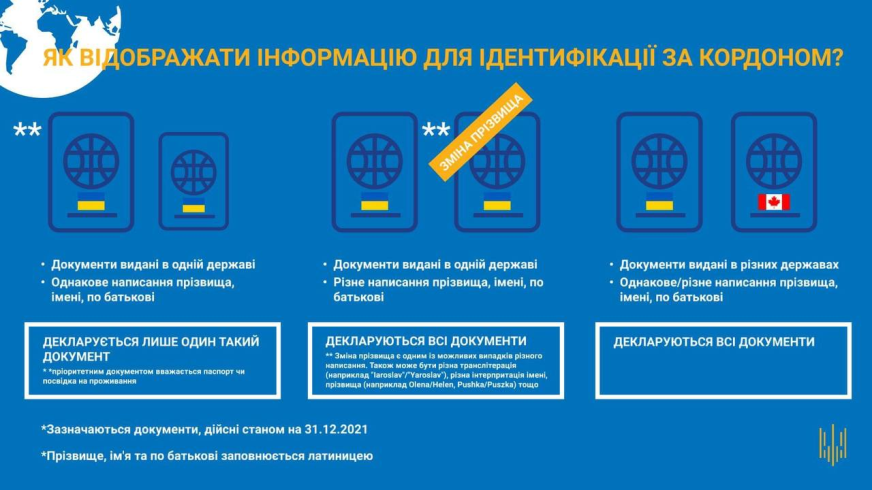 ЯК ВІДОБРАЖАТИ ІНФОРМАЦІЮ ДЛЯ ІДЕНТИФІКАЦІЇ ЗА КОРДОНОМ?
**
**
ЗМІНА ПРІЗВИЩА
• Документи видані в одній державі
• Однакове написання прізвища,
імені, по батькові
• Документи видані в одній державі
• Різне написання прізвища, імені, по
батькові
• Документи видані в різних державах
• Однакове/різне написання прізвища,
імені, по батькові
ДЕКЛАРУЄТЬСЯ ЛИШЕ ОДИН ТАКИЙ
ДОКУМЕНТ
* *пріоритетним документом вважається паспорт чи
посвідка на проживання
ДЕКЛАРУЮТЬСЯ ВСІ ДОКУМЕНТИ
** Зміна прізвища є одним із можливих випадків різного
написання. Також може бути різна транслітерація
(наприклад "Iaroslav"/"Yaroslav"), різна інтерпритація імені,
прізвища (наприклад Olena/Helen, Pushka/Puszka) тощо
ДЕКЛАРУЮТЬСЯ ВСІ ДОКУМЕНТИ
*Зазначаються документи, дійсні станом на 31.12.2021
*Прізвище, ім'я та по батькові заповнюється латиницею